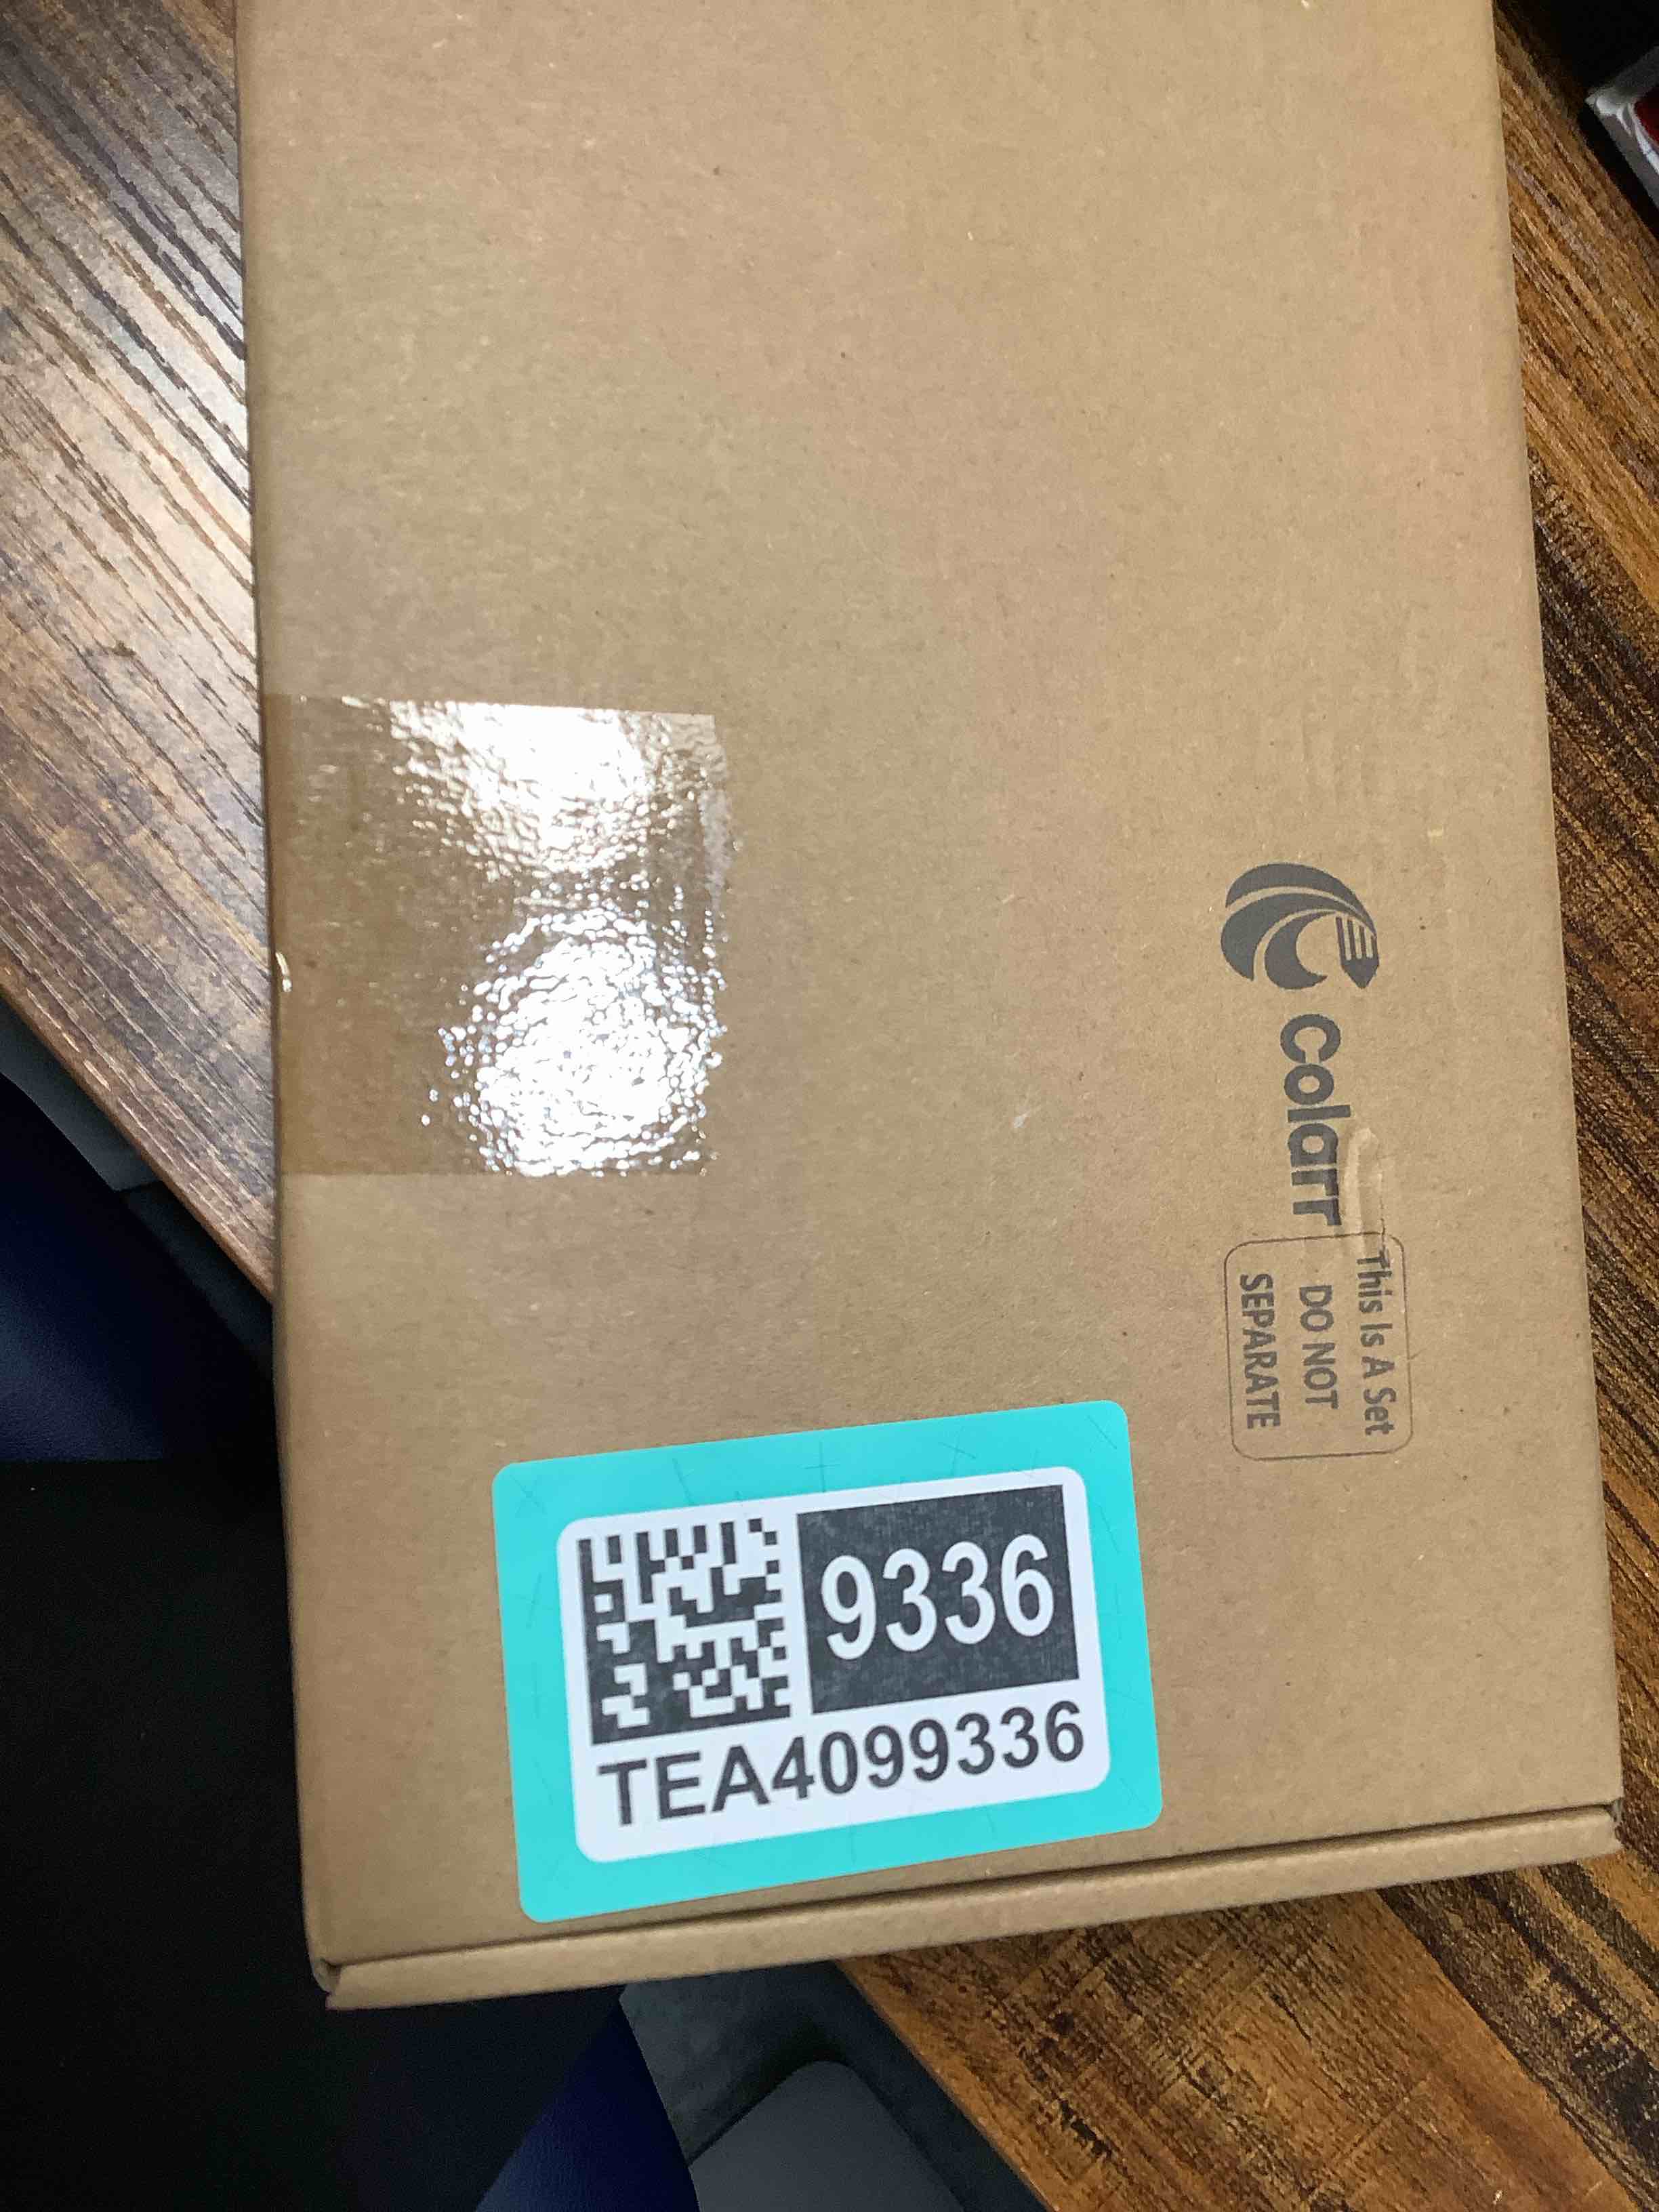 colarr
This Is A Set
DO NOT
SEPARATE
9336
TEA4099336